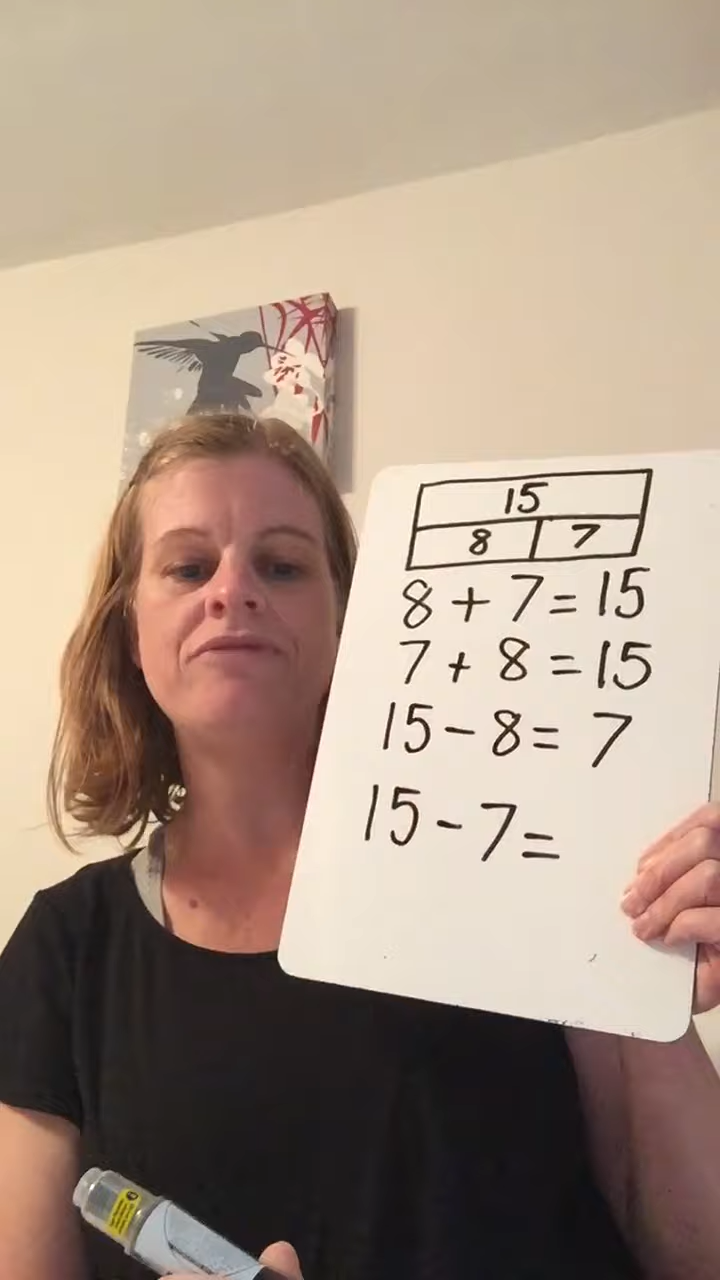 15
8 7
8 + 7 = 15
7 + 8 = 15
15 - 8 = 7
15 - 7 =